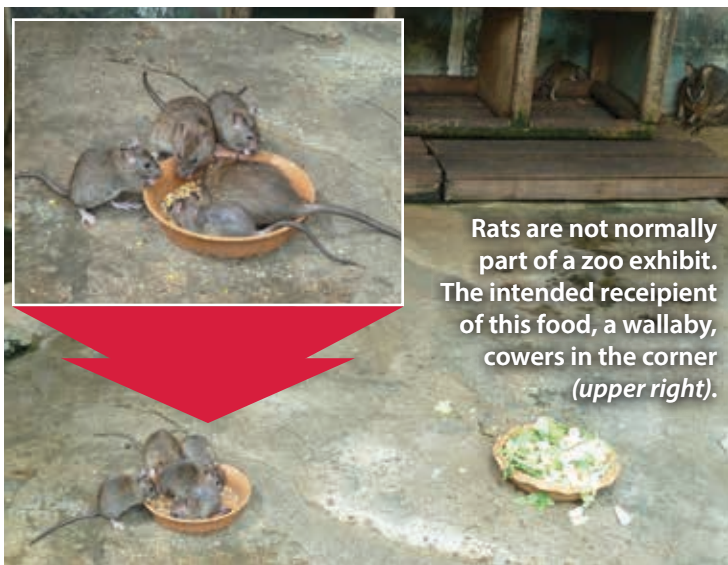 Rats are not normally
part of a zoo exhibit.
The intended receipient
of this food, a wallaby,
cowers in the corner
(upper right).